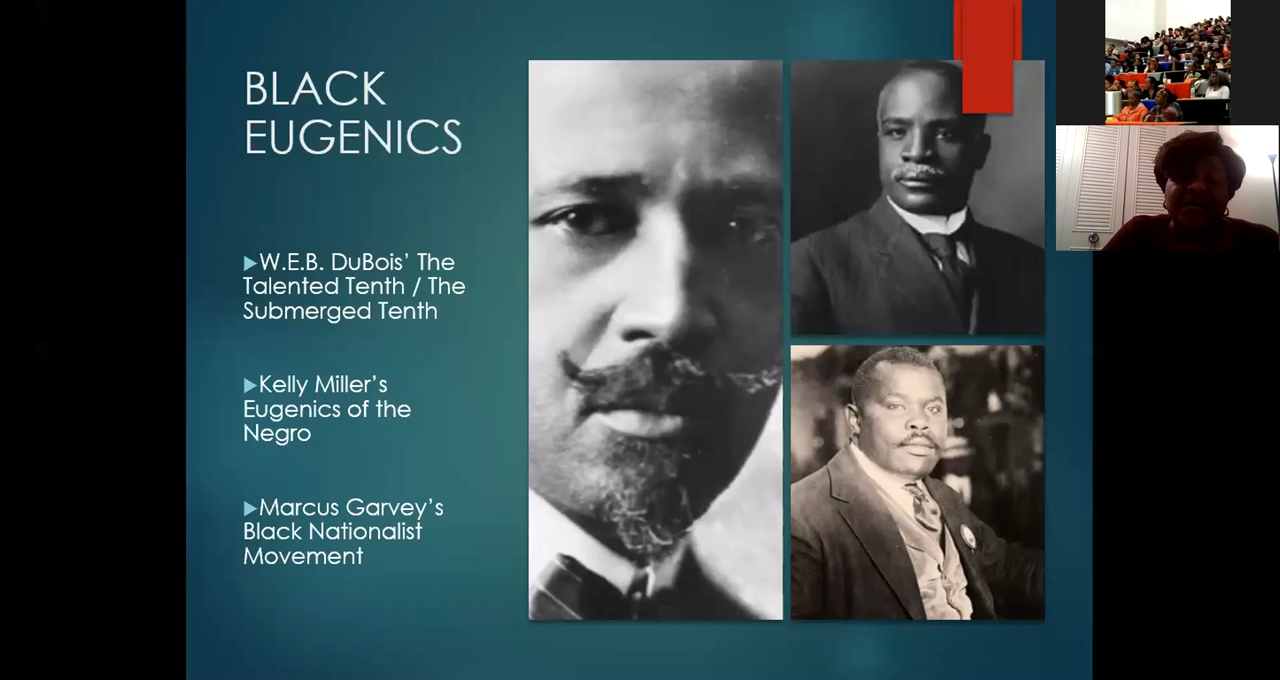 BLACK
EUGENICS
▶W.E.B. DuBois’ The
Talented Tenth / The
Submerged Tenth
▶Kelly Miller’s
Eugenics of the
Negro
▶Marcus Garvey’s
Black Nationalist
Movement